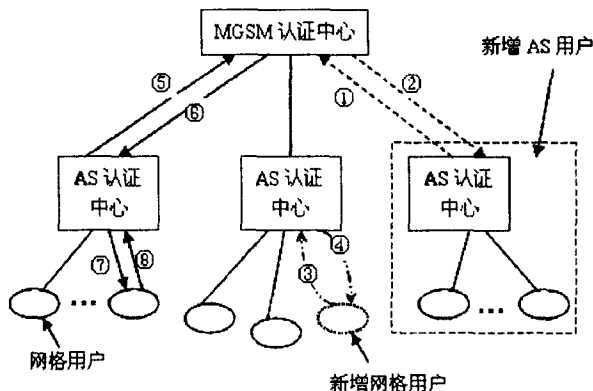 MGSM 认证中心
新增 AS 用户
⑤
②
⑥
①
AS 认证
中心
AS 认证
中心
AS 认证
中心
④
⑦
⑧
③
...
...
网格用户
新增网格用户